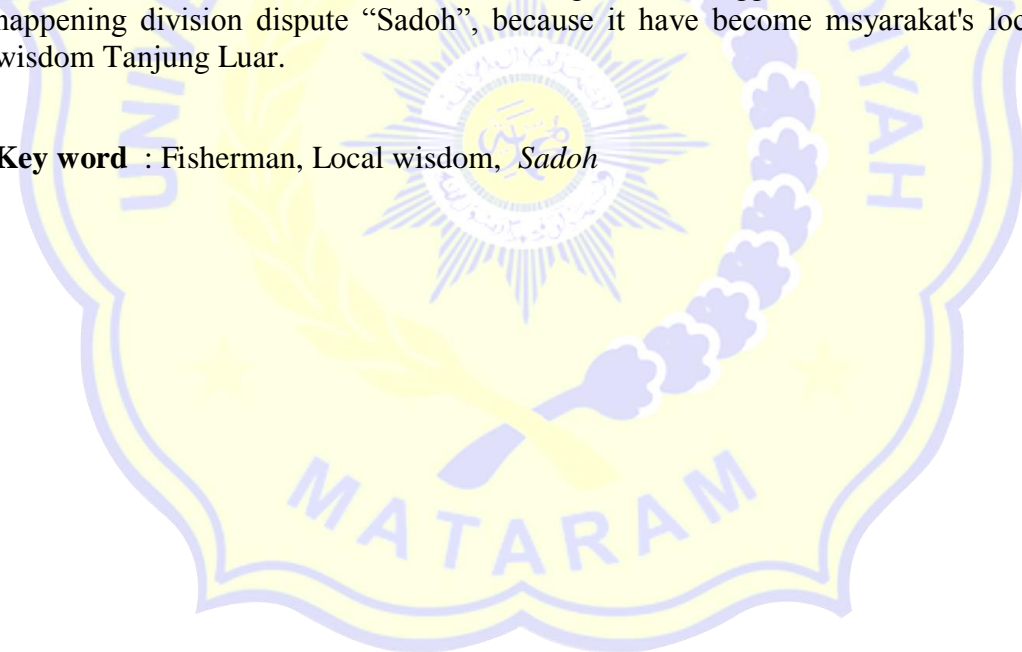 happening division dispute “Sadoh”, because it have become msyarakat's loc
wisdom Tanjung Luar.
Key word : Fisherman, Local wisdom, Sadoh
MATARAM